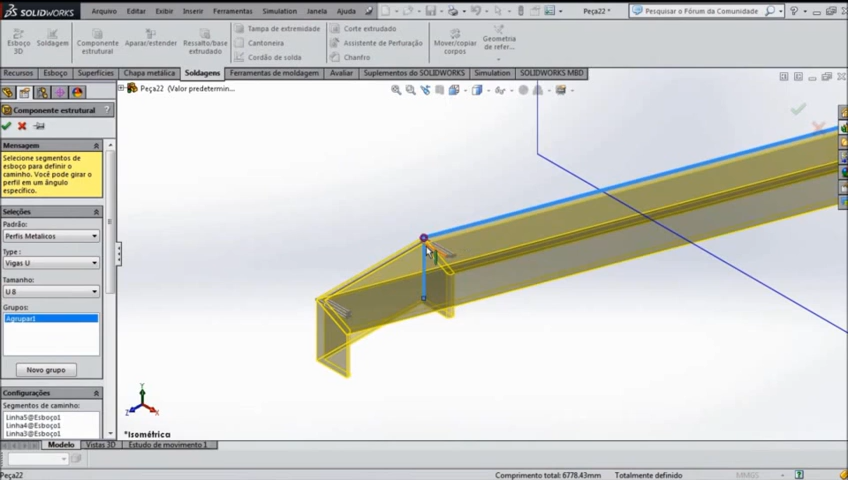 SOLIDWORKS
Arquivo Editar Exibir Inserir Ferramentas Simulation Janela Ajuda
Peça22 *
Pesquisar o Fórum da Comunidade
Esboço 3D
Soldagem
Componente estrutural
Aparar/estender
Ressalto/base extrudado
Tampa de extremidade
Cantoneira
Cordão de solda
Corte extrudado
Assistente de Perfuração
Chanfro
Mover/copiar corpos
Geometria de refer...
Recursos Esboço Superfícies Chapa metálica Soldagens Ferramentas de moldagem Avaliar Suplementos do SOLIDWORKS Simulation SOLIDWORKS MBD
Peça22 (Valor predetermin...
Componente estrutural ?
Mensagem
Selecione segmentos de
esboço para definir o
caminho. Você pode girar o
perfil em um ângulo
específico.
Seleções
Padrão:
Perfis Metalicos
Type :
Vigas U
Tamanho:
U 8
Grupos:
Agrupar1
Novo grupo
Configurações
Segmentos de caminho:
Linha5@Esboço1
Linha4@Esboço1
Linha3@Esboço1
Y
Z
X
*Isométrica
Modelo Vistas 3D Estudo de movimento 1
Peça22
Comprimento total: 6778.43mm Totalmente definido MMGS